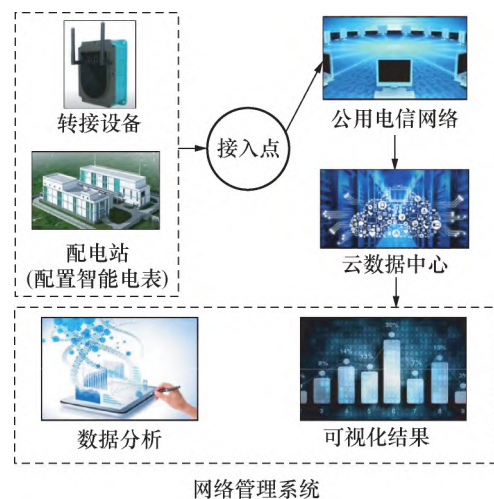 转接设备
配电站
(配置智能电表)
接入点
公用电信网络
云数据中心
数据分析
可视化结果
网络管理系统